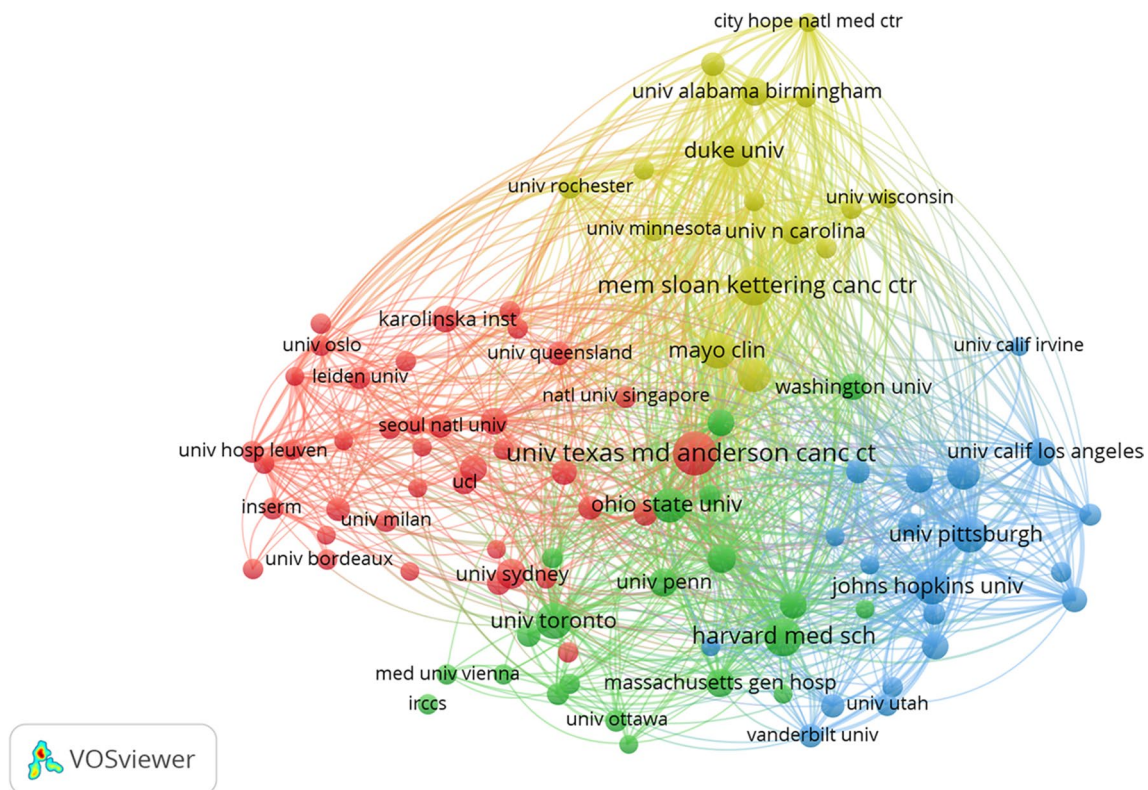 city hope natl med ctr
univ alabama birmingham
duke univ
univ rochester
univ wisconsin
univ minnesota
univ n carolina
mem sloan kettering canc ctr
karolinska inst
univ oslo
univ queensland
mayo clin
univ calif irvine
leiden univ
natl univ singapore
washington univ
seoul natl univ
univ hosp leuven
univ texas md anderson canc ct
univ calif los angeles
ucl
inserm
univ milan
ohio state univ
univ pittsburgh
univ bordeaux
univ sydney
univ penn
johns hopkins univ
univ toronto
harvard med sch
med univ vienna
massachusetts gen hosp
irccs
univ ottawa
univ utah
vanderbilt univ
VOSviewer